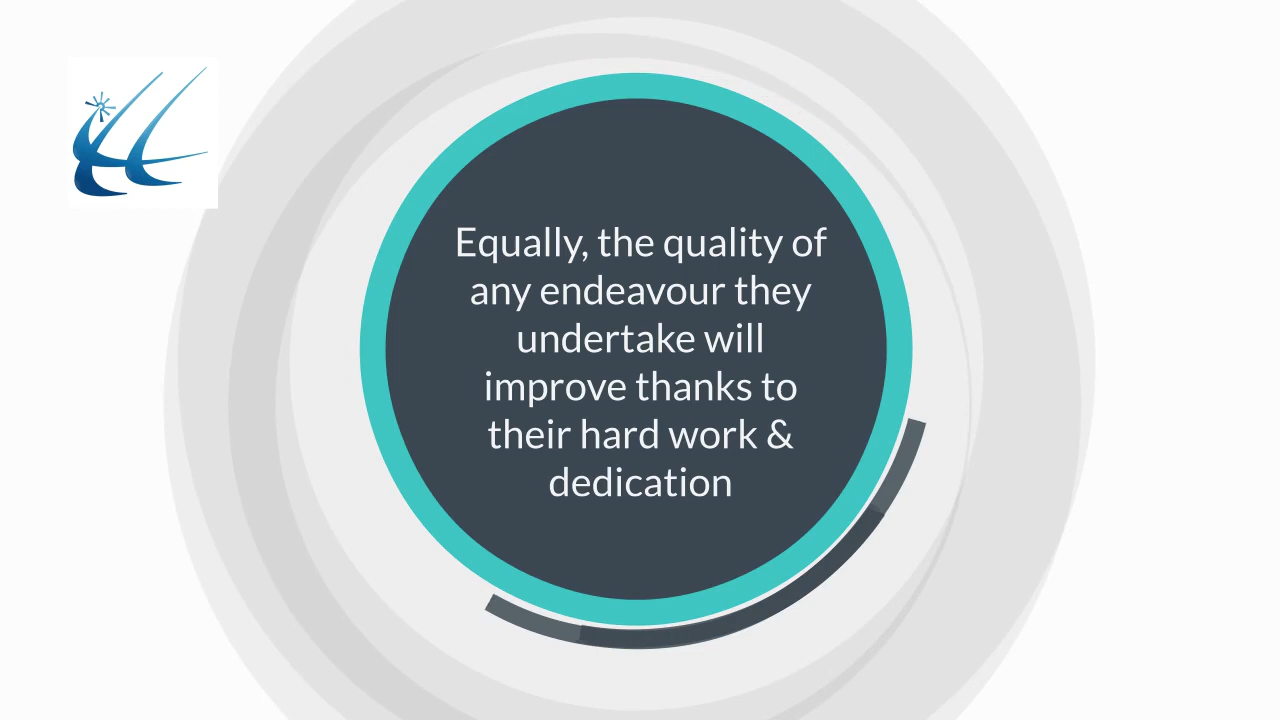 Equally, the quality of
any endeavour they
undertake will
improve thanks to
their hard work &
dedication